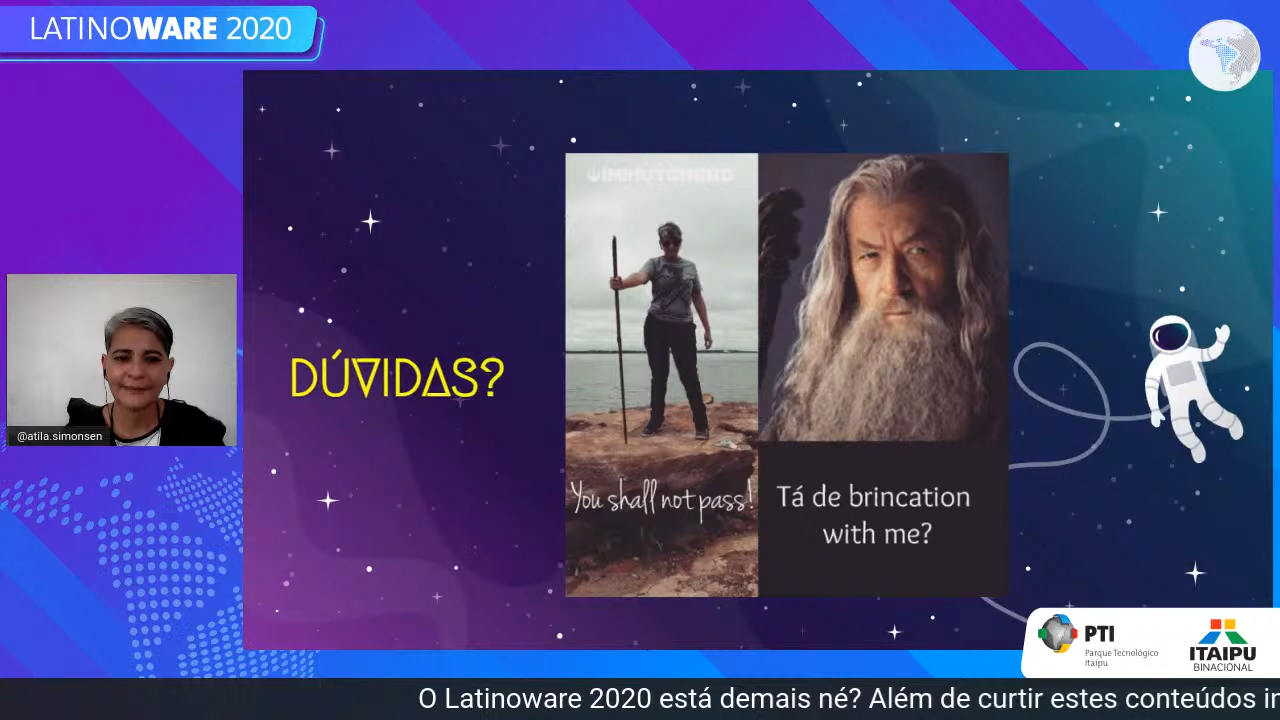 LATINOWARE 2020
DÚVIDAS?
You shall not pass!
Tá de brincation
with me?
@atila.simonsen
PTI
Parque Tecnológico
Itaipu
ITAIPU
BINACIONAL
O Latinoware 2020 está demais né? Além de curtir estes conteúdos in